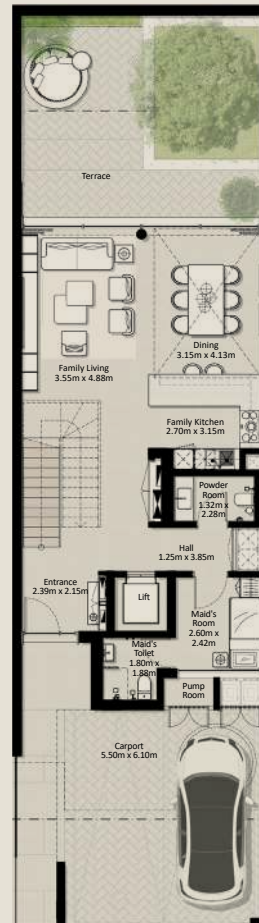 Terrace
Dining
3.15m x 4.13m
Family Living
3.55m x 4.88m
Family Kitchen
2.70m x 3.15m
Powder
Room
1.32m x
2.28m
Hall
1.25m x 3.85m
Entrance
2.39m x 2.15m
Lift
Maid's
Room
2.60m x
2.42m
Maid's
Toilet
1.80m x
1.88m
Pump
Room
Carport
5.50m x 6.10m